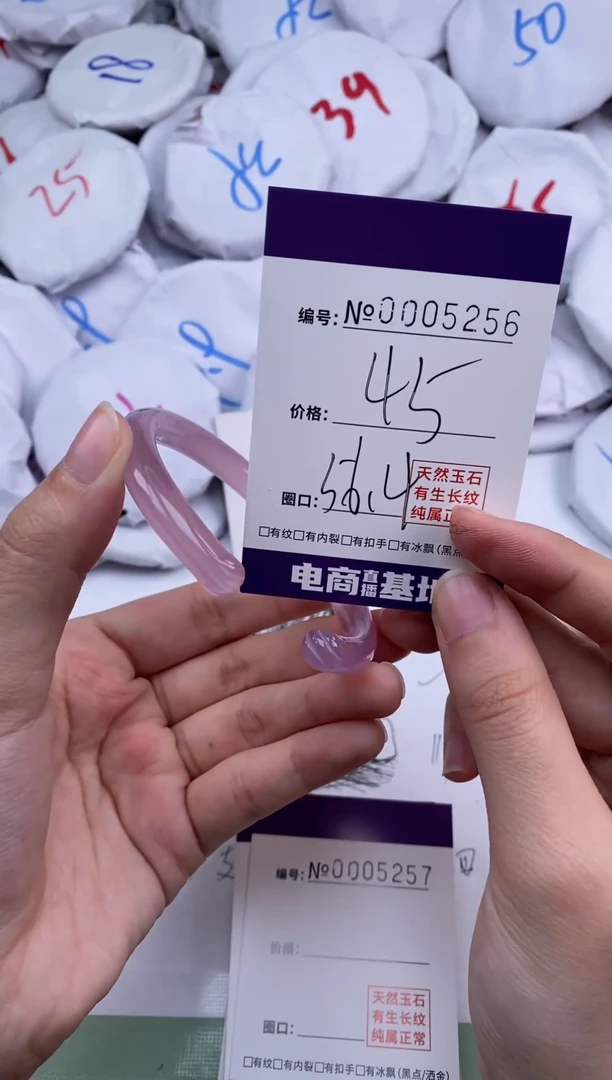 50
39
25
编号: №0005256
价格: 45
圈口: 56.4
天然玉石
有生长纹
纯属正
□有纹□有内裂□有扣手□有冰飘(黑点
电商直播基地
编号: №0005257
价格:
圈口:
天然玉石
有生长纹
纯属正常
□有纹□有内裂□有扣手□有冰飘(黑点/洒金)